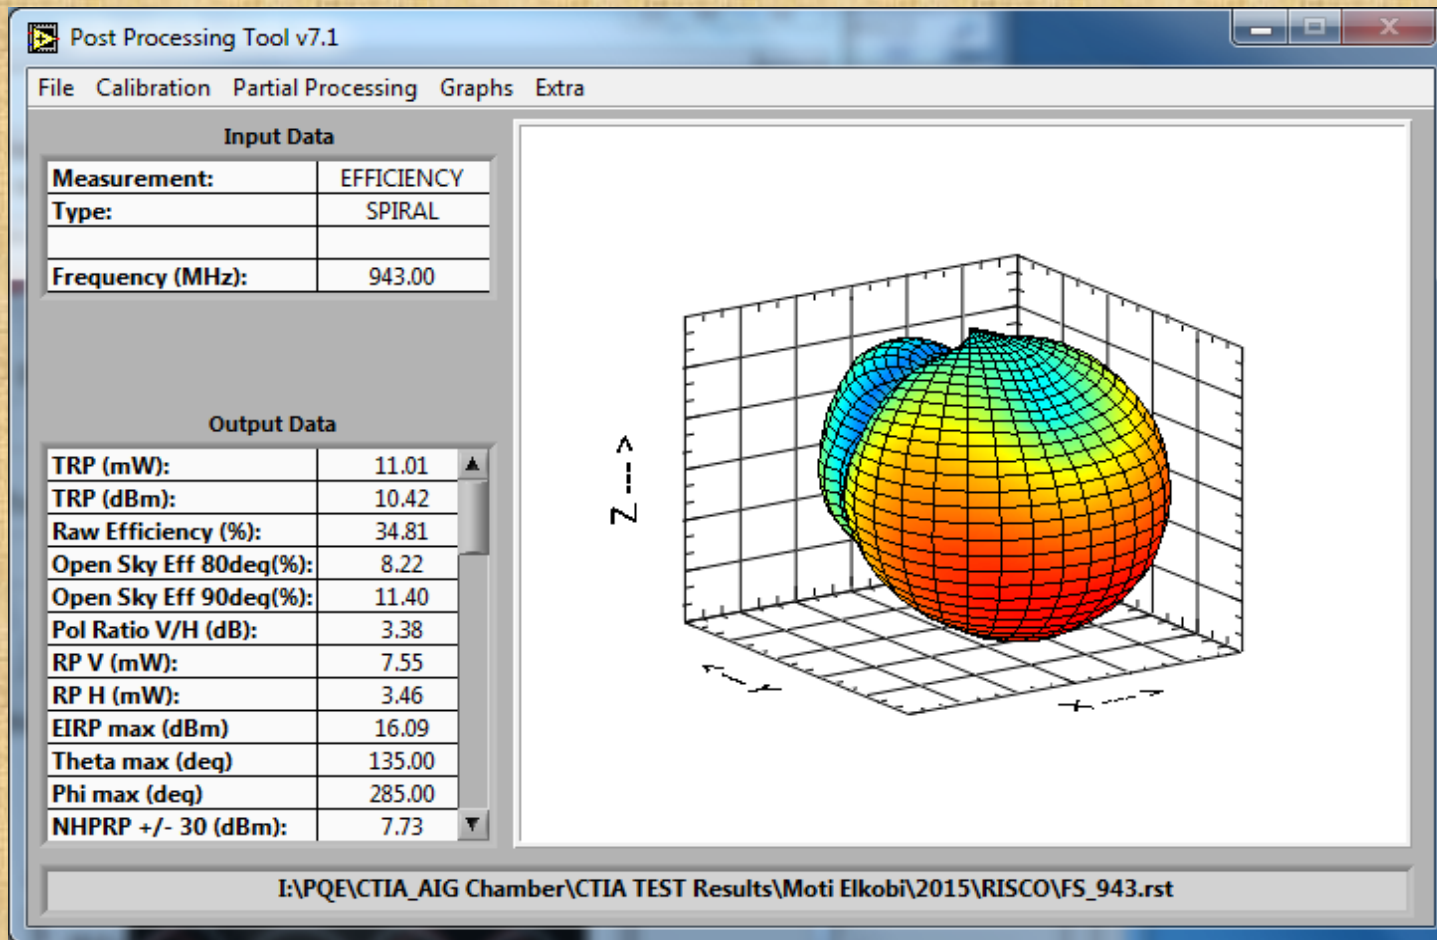 Post Processing Tool v7.1
File Calibration Partial Processing Graphs Extra
Input Data
Measurement: EFFICIENCY
Type: SPIRAL
Frequency (MHz): 943.00
Output Data
TRP (mW): 11.01
TRP (dBm): 10.42
Raw Efficiency (%): 34.81
Open Sky Eff 80deg(%): 8.22
Open Sky Eff 90deg(%): 11.40
Pol Ratio V/H (dB): 3.38
RP V (mW): 7.55
RP H (mW): 3.46
EIRP max (dBm) 16.09
Theta max (deg) 135.00
Phi max (deg) 285.00
NHPRP +/- 30 (dBm): 7.73
Z --->
<--- Y
X --->
I:\PQE\CTIA_AIG Chamber\CTIA TEST Results\Moti Elkobi\2015\RISCO\FS_943.rst